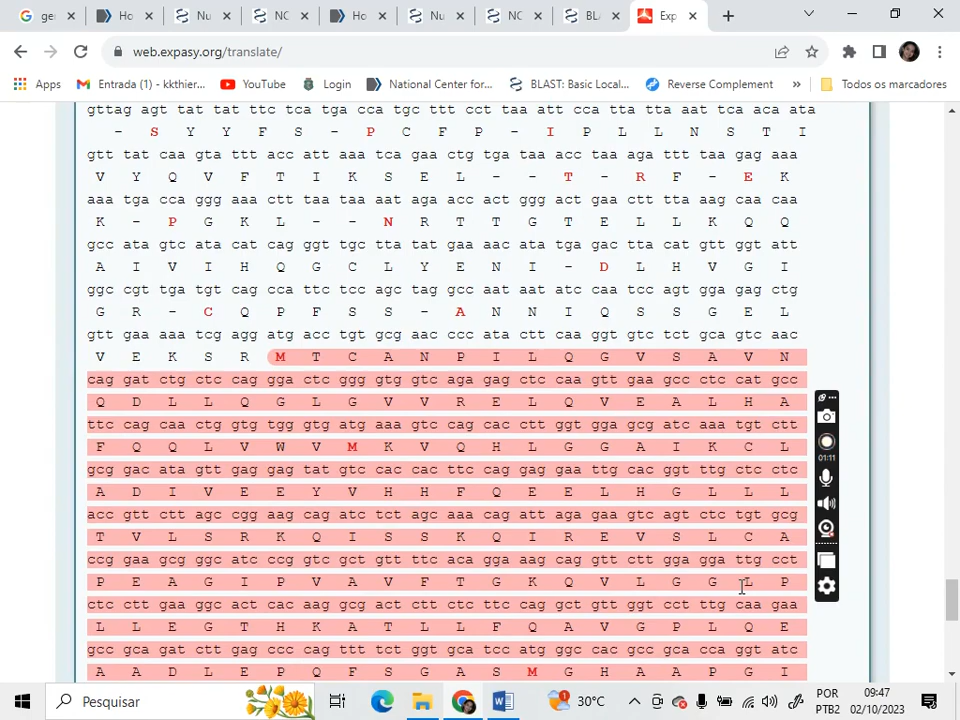 ger
Ho
Nu
NC
Ho
Nu
NC
BL
Exp
web.expasy.org/translate/
Apps
Entrada (1) - kkthier...
YouTube
Login
National Center for...
BLAST: Basic Local...
Reverse Complement
»
Todos os marcadores
gttag agt tat tat ttc tca tga cca tgc ttt cct taa att cca tta tta aat tca aca ata
- S Y Y F S - P C F P - I P L L N S T I
gtt tat caa gta ttt acc att aaa tca gaa ctg tga taa acc taa aga ttt taa gag aaa
V Y Q V F T I K S E L - - T - R F - E K
aaa tga cca ggg aaa ctt taa taa aat aga acc act ggg act gaa ctt tta aag caa caa
K - P G K L - - N R T T G T E L L K Q Q
gcc ata gtc ata cat cag ggt tgc tta tat gaa aac ata tga gac tta cat gtt ggt att
A I V I H Q G C L Y E N I - D L H V G I
ggc cgt tga tgt cag cca ttc tcc agc tag gcc aat aat atc caa tcc agt gga gag ctg
G R - C Q P F S S - A N N I Q S S G E L
gtt gaa aaa tcg agg atg acc tgt gcg aac ccc ata ctt caa ggt gtc tct gca gtc aac
V E K S R M T C A N P I L Q G V S A V N
cag gat ctg ctc cag gga ctc ggg gtg gtc aga gag ctc caa gtt gaa gcc ctc cat gcc
Q D L L Q G L G V V R E L Q V E A L H A
ttc cag caa ctg gtg tgg gtg atg aaa gtc cag cac ctt ggt gga gcg atc aaa tgt ctt
F Q Q L V W V M K V Q H L G G A I K C L
gcg gac ata gtt gag gag tat gtc cac cac ttc cag gag gaa ttg cac ggt ttg ctc ctc
A D I V E E Y V H H F Q E E L H G L L L
acc gtt ctt agc cgg aag cag atc tct agc aaa cag att aga gaa gtc agt ctc tgt gcg
T V L S R K Q I S S K Q I R E V S L C A
ccg gaa gcg ggc atc ccg gtc gct gtt ttc aca gga aag cag gtt ctt gga gga ttg cct
P E A G I P V A V F T G K Q V L G G L P
ctc ctt gaa ggc act cac aag gcg act ctt ctc ttc cag gct gtt ggt cct ttg caa gaa
L L E G T H K A T L L F Q A V G P L Q E
gcc gca gat ctt gag ccc cag ttt tct ggt gca tcc atg ggc cac gcc gcc cca ggt atc
A A D L E P Q F S G A S M G H A A P G I
01:11
Pesquisar
30°C
POR
PTB2
09:47
02/10/2023